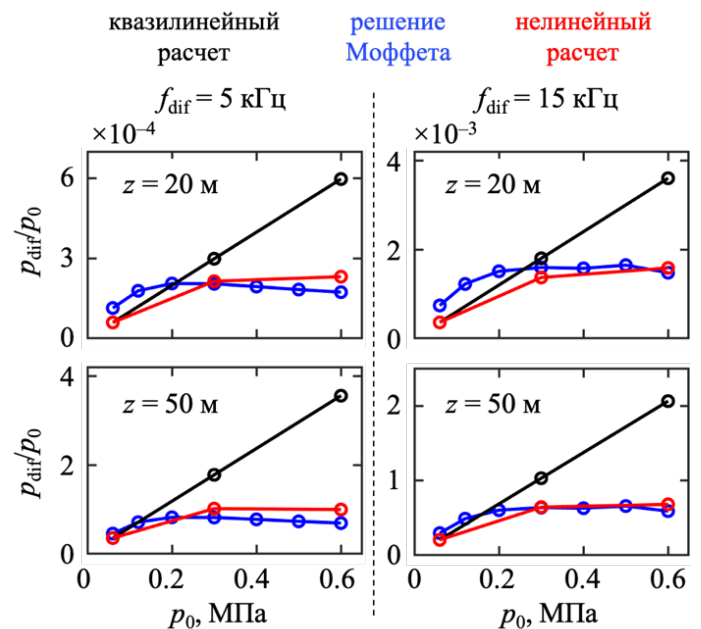 квазилинейный расчет
решение Моффета
нелинейный расчет
f_dif = 5 кГц
f_dif = 15 кГц
×10⁻⁴
×10⁻³
z = 20 м
z = 20 м
6
3
0
4
2
0
p_dif/p_0
z = 50 м
z = 50 м
4
2
0
2
1
0
p_dif/p_0
0 0.2 0.4 0.6
0 0.2 0.4 0.6
p_0, МПа
p_0, МПа